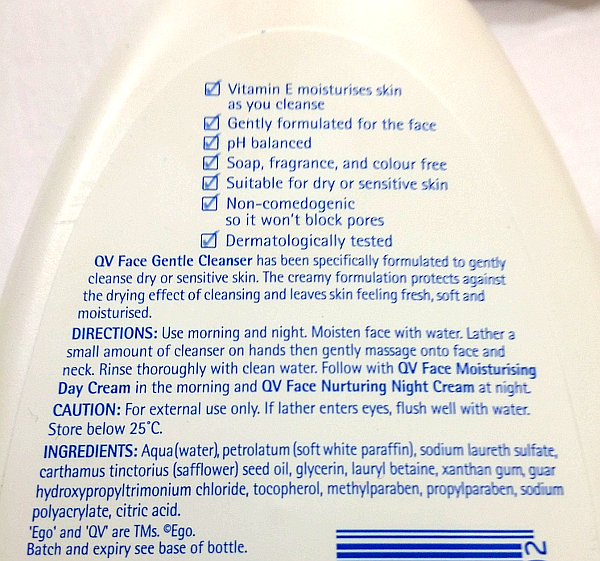 Vitamin E moisturises skin
as you cleanse
Gently formulated for the face
pH balanced
Soap, fragrance, and colour free
Suitable for dry or sensitive skin
Non-comedogenic
so it won't block pores
Dermatologically tested
QV Face Gentle Cleanser has been specifically formulated to gently
cleanse dry or sensitive skin. The creamy formulation protects against
the drying effect of cleansing and leaves skin feeling fresh, soft and
moisturised.
DIRECTIONS: Use morning and night. Moisten face with water. Lather a
small amount of cleanser on hands then gently massage onto face and
neck. Rinse thoroughly with clean water. Follow with QV Face Moisturising
Day Cream in the morning and QV Face Nurturing Night Cream at night.
CAUTION: For external use only. If lather enters eyes, flush well with water.
Store below 25°C.
INGREDIENTS: Aqua (water), petrolatum (soft white paraffin), sodium laureth sulfate,
carthamus tinctorius (safflower) seed oil, glycerin, lauryl betaine, xanthan gum, guar
hydroxypropyltrimonium chloride, tocopherol, methylparaben, propylparaben, sodium
polyacrylate, citric acid.
'Ego' and 'QV' are TMs. ©Ego.
Batch and expiry see base of bottle.
02